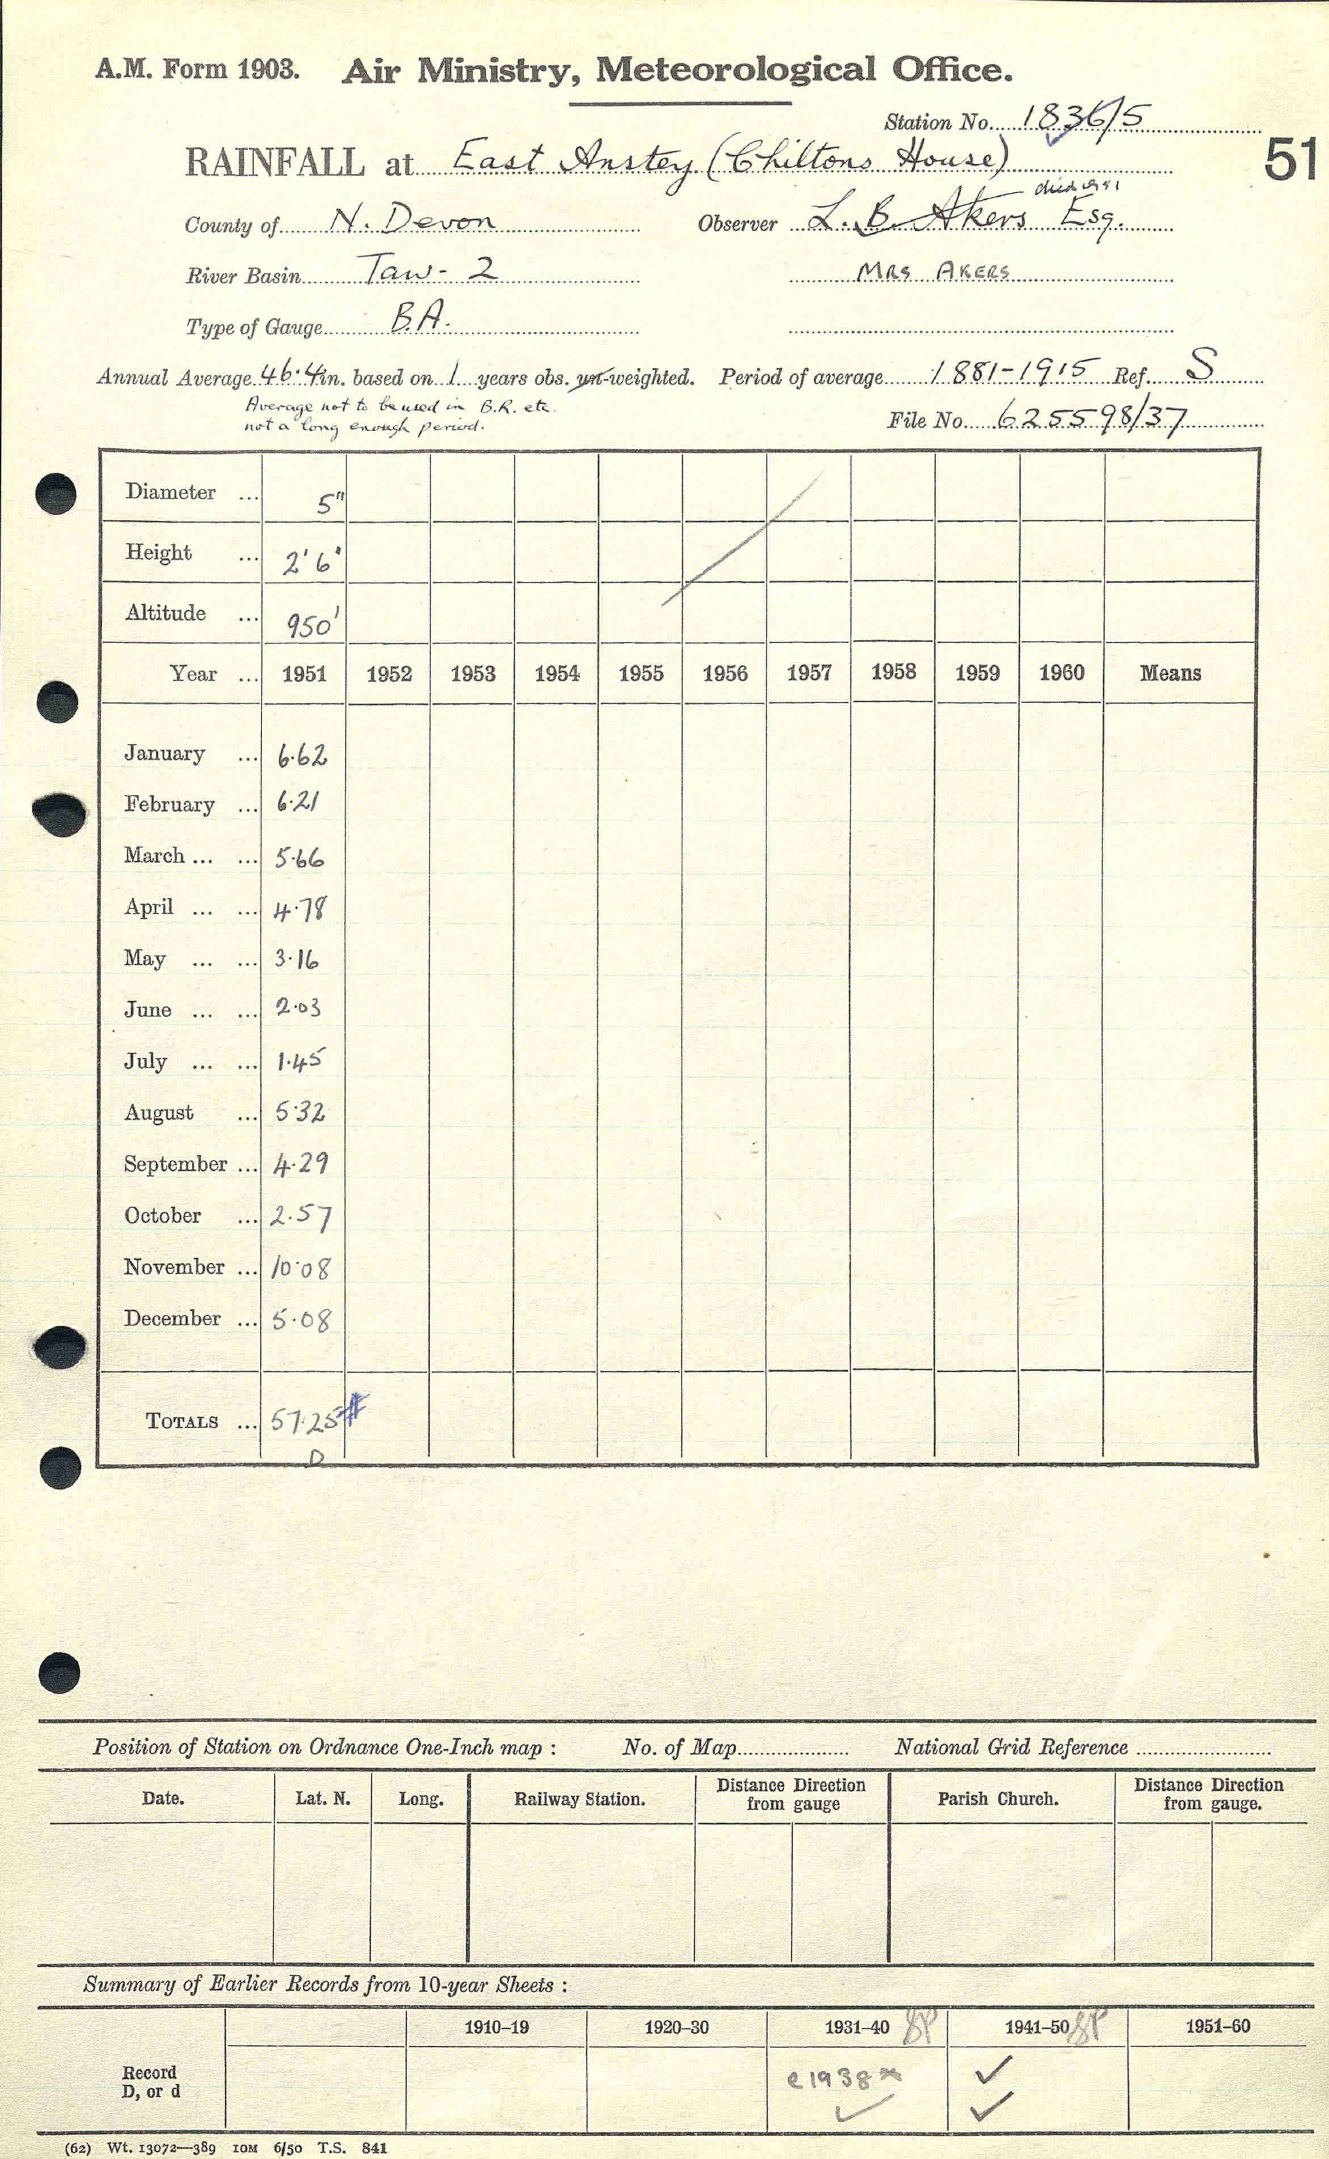 A.M. Form 1903. Air Ministry, Meteorological Office.
Station No. 1836/5
51
RAINFALL at East Anstey (Chiltons House)
died 1951
County of N. Devon Observer L. B. Akers Esq.
River Basin Taw- 2 MRS AKERS
Type of Gauge B.A.
Annual Average 46.4 in. based on 1 years obs. un-weighted. Period of average 1881-1915 Ref. S
Average not to be used in B.R. etc.
not a long enough period.
File No. 625598/37
Diameter ... 5"
Height ... 2'6"
Altitude ... 950'
Year ... 1951 1952 1953 1954 1955 1956 1957 1958 1959 1960 Means
January ... 6.62
February ... 6.21
March ... ... 5.66
April ... ... 4.78
May ... ... 3.16
June ... ... 2.03
July ... ... 1.45
August ... 5.32
September ... 4.29
October ... 2.57
November ... 10.08
December ... 5.08
TOTALS ... 57.25
D
Position of Station on Ordnance One-Inch map : No. of Map National Grid Reference
Date. Lat. N. Long. Railway Station. Distance Direction from gauge Parish Church. Distance Direction from gauge.
Summary of Earlier Records from 10-year Sheets :
1910–19 1920–30 1931–40 SP 1941–50 SP 1951–60
Record
D, or d
e1938*
(62) Wt. 13072—389 10M 6/50 T.S. 841